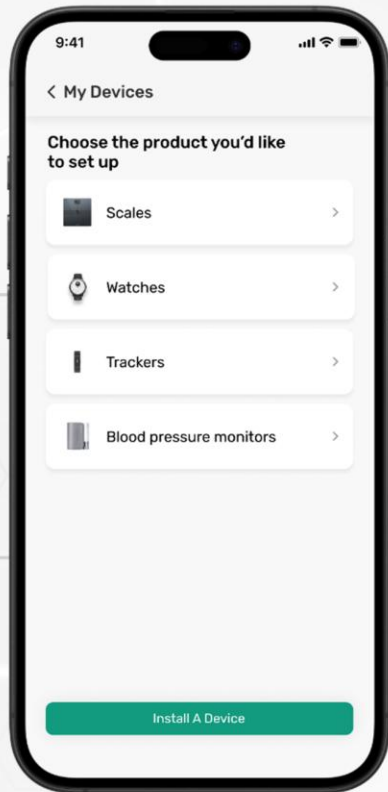 9:41
My Devices
Choose the product you’d like
to set up
Scales
Watches
Trackers
Blood pressure monitors
Install A Device